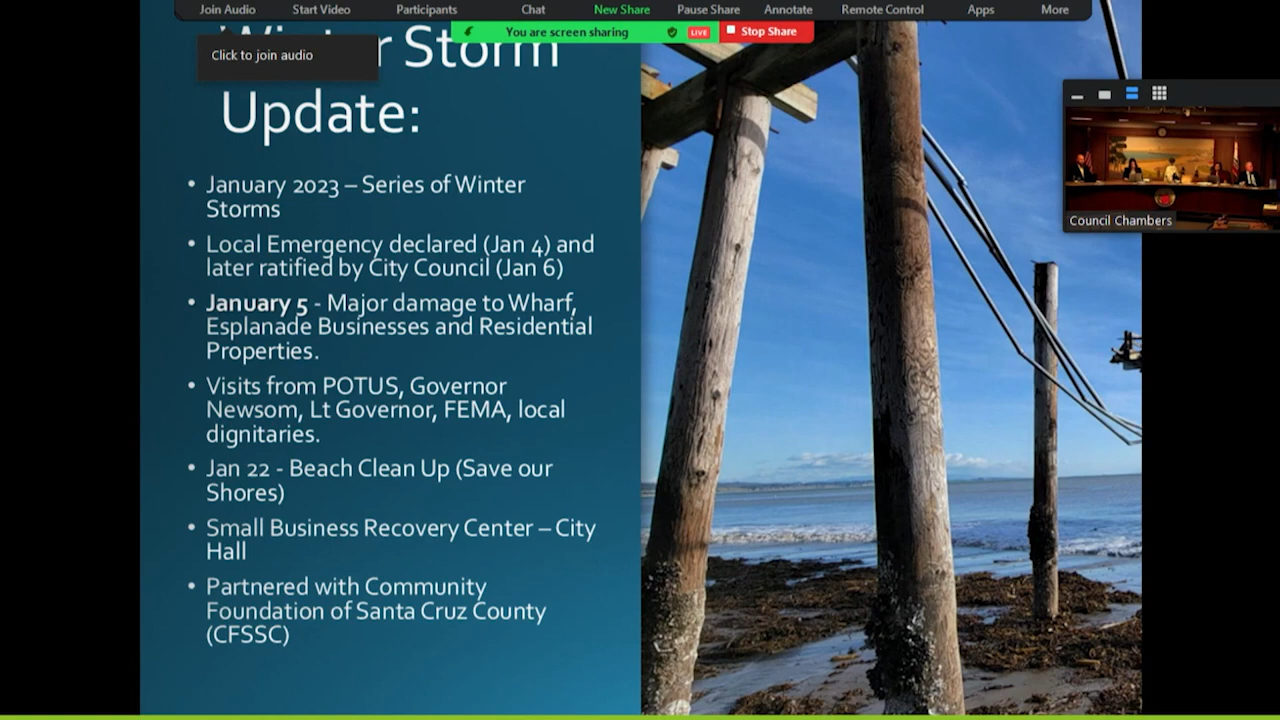 Join Audio Start Video Participants Chat New Share Pause Share Annotate Remote Control Apps More
You are screen sharing LIVE Stop Share
Click to join audio
Winter Storm
Update:
• January 2023 – Series of Winter
Storms
• Local Emergency declared (Jan 4) and
later ratified by City Council (Jan 6)
• January 5 - Major damage to Wharf,
Esplanade Businesses and Residential
Properties.
• Visits from POTUS, Governor
Newsom, Lt Governor, FEMA, local
dignitaries.
• Jan 22 - Beach Clean Up (Save our
Shores)
• Small Business Recovery Center – City
Hall
• Partnered with Community
Foundation of Santa Cruz County
(CFSSC)
Council Chambers